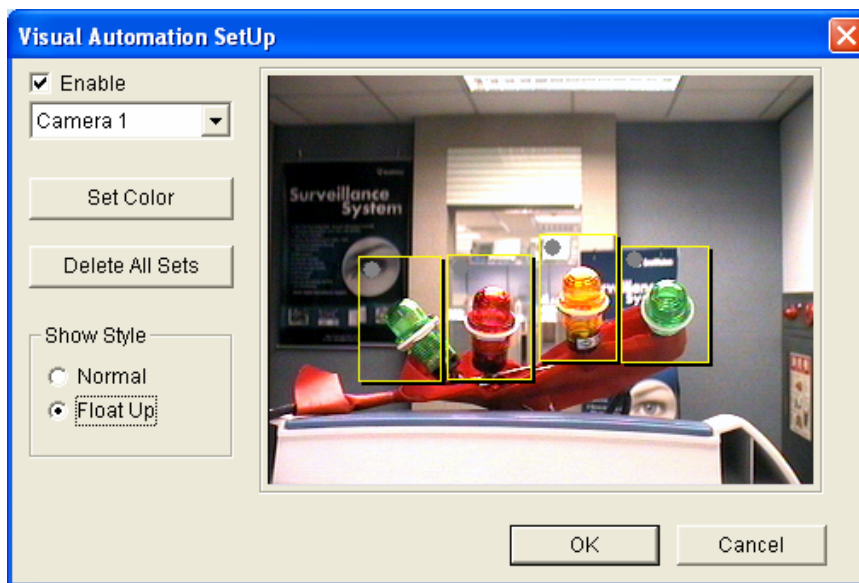 Visual Automation SetUp
Enable
Camera 1
Set Color
Delete All Sets
Show Style
Normal
Float Up
Surveillance
System
OK
Cancel